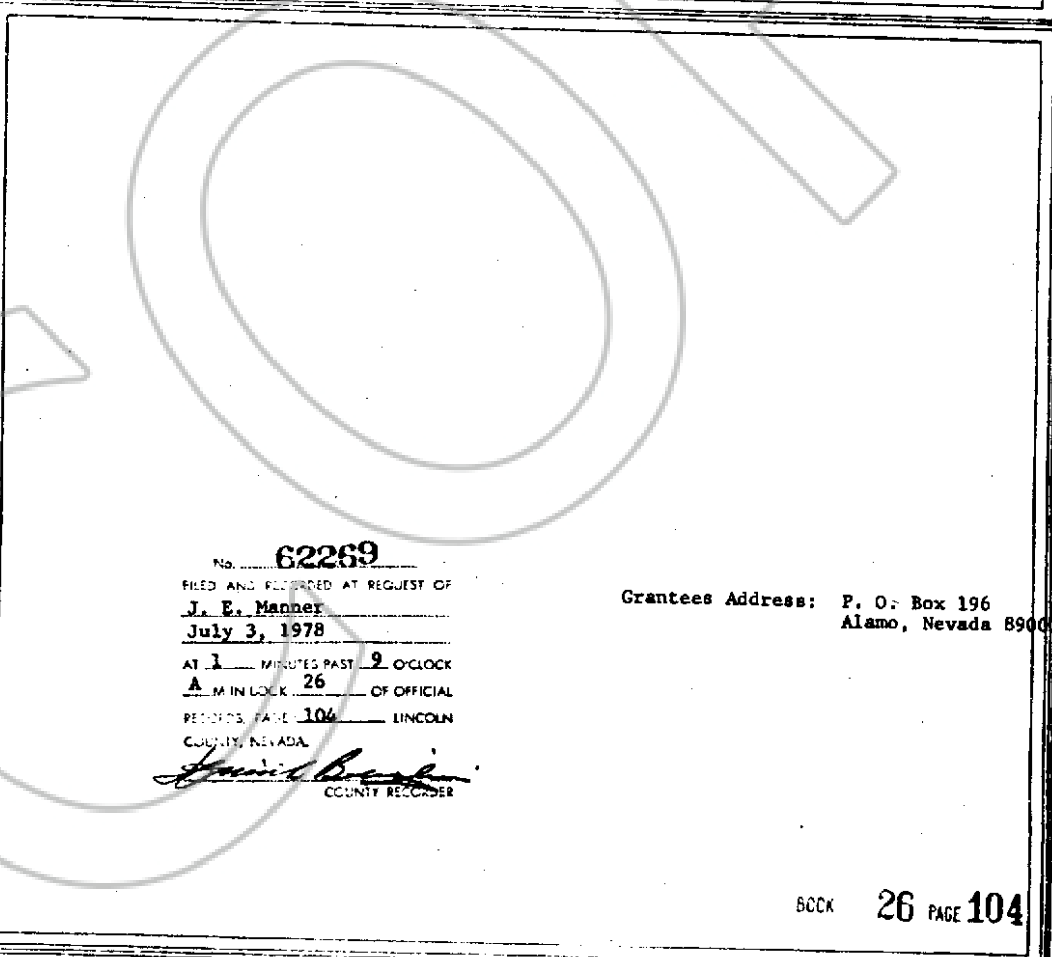 No. 62269
FILED AND RECORDED AT REQUEST OF
J. E. Manner
July 3, 1978
AT 1 MINUTES PAST 9 O'CLOCK
A M IN BOOK 26 OF OFFICIAL
RECORDS, PAGE 104 LINCOLN
COUNTY, NEVADA.
COUNTY RECORDER
Grantees Address: P. O. Box 196
Alamo, Nevada 8900
BOOK 26 PAGE 104